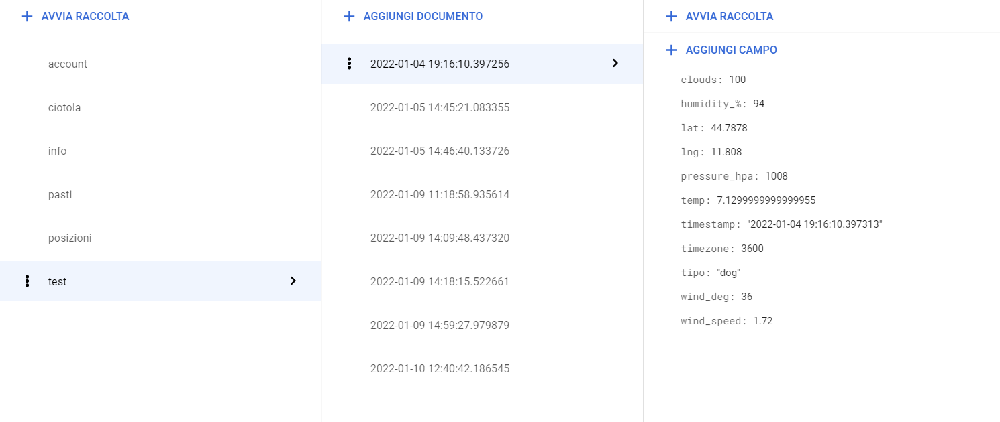 AVVIA RACCOLTA
account
ciotola
info
pasti
posizioni
test
AGGIUNGI DOCUMENTO
2022-01-04 19:16:10.397256
2022-01-05 14:45:21.083355
2022-01-05 14:46:40.133726
2022-01-09 11:18:58.935614
2022-01-09 14:09:48.437320
2022-01-09 14:18:15.522661
2022-01-09 14:59:27.979879
2022-01-10 12:40:42.186545
AVVIA RACCOLTA
AGGIUNGI CAMPO
clouds: 100
humidity_%: 94
lat: 44.7878
lng: 11.808
pressure_hpa: 1008
temp: 7.1299999999999955
timestamp: "2022-01-04 19:16:10.397313"
timezone: 3600
tipo: "dog"
wind_deg: 36
wind_speed: 1.72